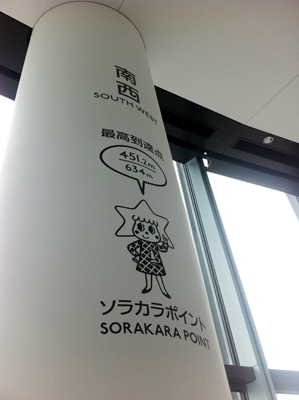 南西
SOUTH WEST
最高到達点
451.2m
634m
ソラカラポイント
SORAKARA POINT